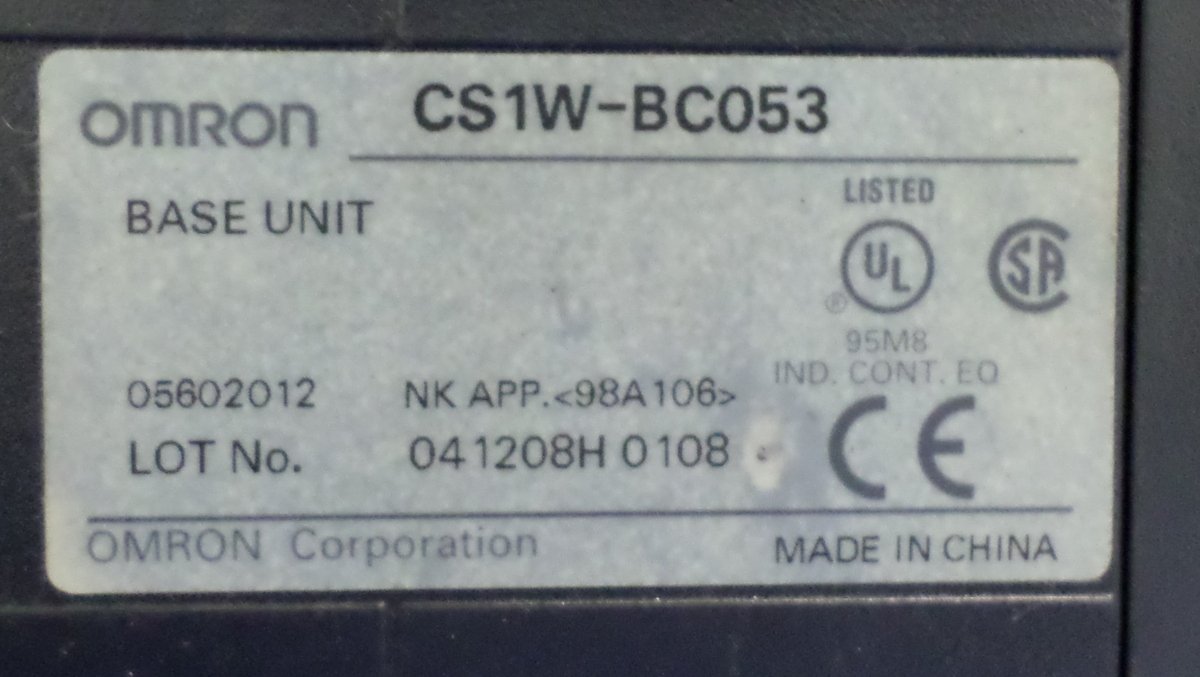 OMRON CS1W-BC053
BASE UNIT
LISTED
UL
®
SA
95M8
IND. CONT. EQ
05602012 NK APP.<98A106>
LOT No. 041208H 0108
CE
OMRON Corporation MADE IN CHINA